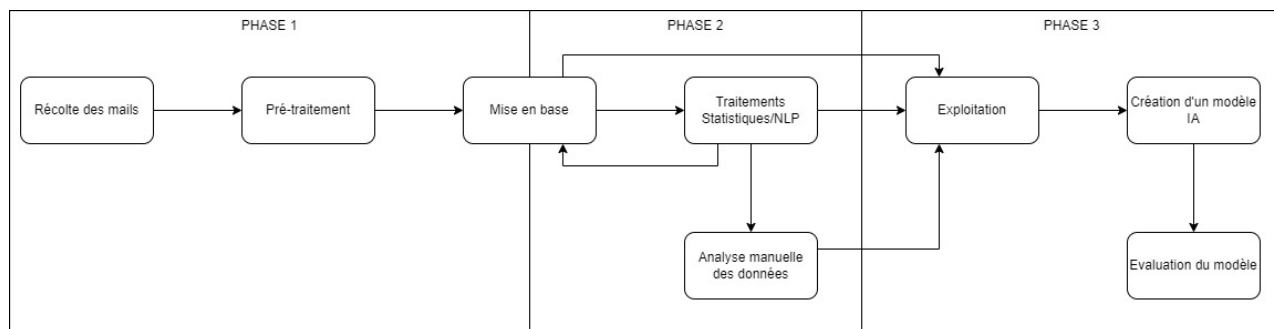 PHASE 1
PHASE 2
PHASE 3
Récolte des mails
Pré-traitement
Mise en base
Traitements
Statistiques/NLP
Exploitation
Création d'un modèle
IA
Analyse manuelle
des données
Evaluation du modèle